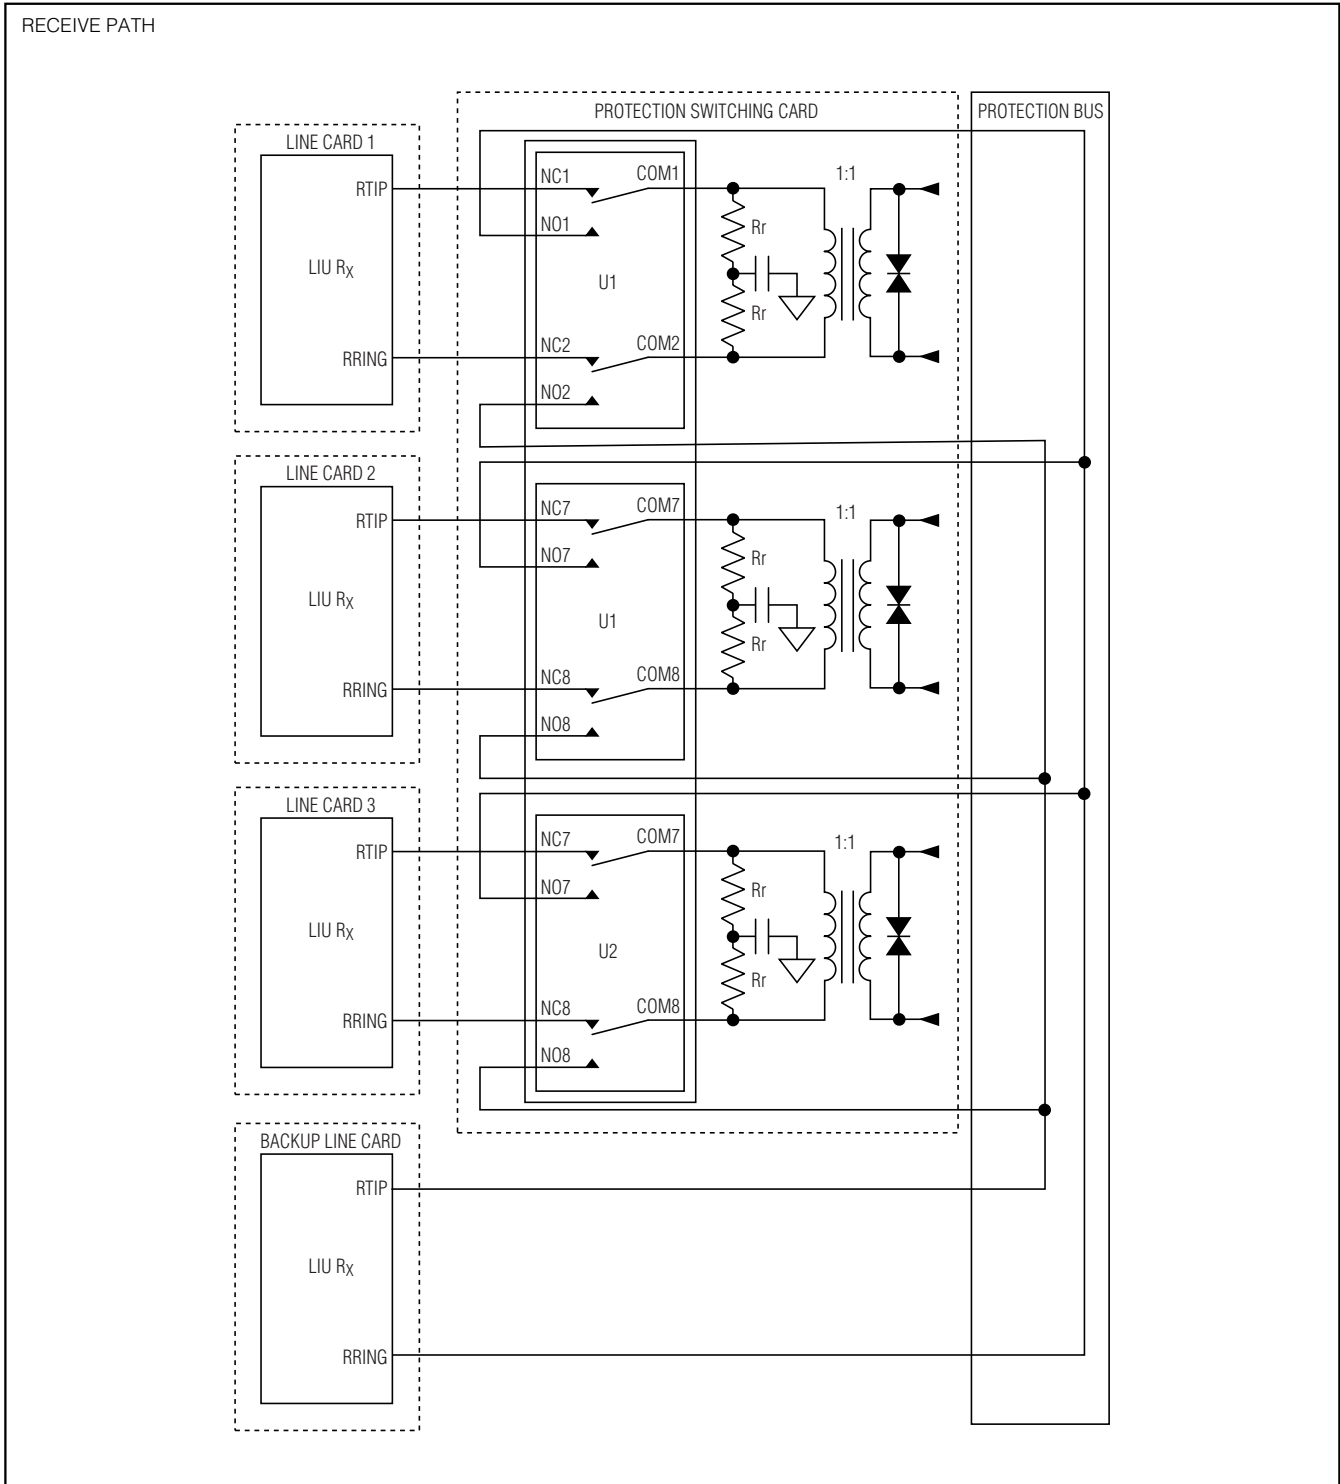 RECEIVE PATH
PROTECTION SWITCHING CARD
PROTECTION BUS
LINE CARD 1
RTIP
LIU RX
RRING
NC1
COM1
NO1
U1
NC2
COM2
NO2
Rr
Rr
1:1
LINE CARD 2
RTIP
LIU RX
RRING
NC7
COM7
NO7
U1
NC8
COM8
NO8
Rr
Rr
1:1
LINE CARD 3
RTIP
LIU RX
RRING
NC7
COM7
NO7
U2
NC8
COM8
NO8
Rr
Rr
1:1
BACKUP LINE CARD
RTIP
LIU RX
RRING